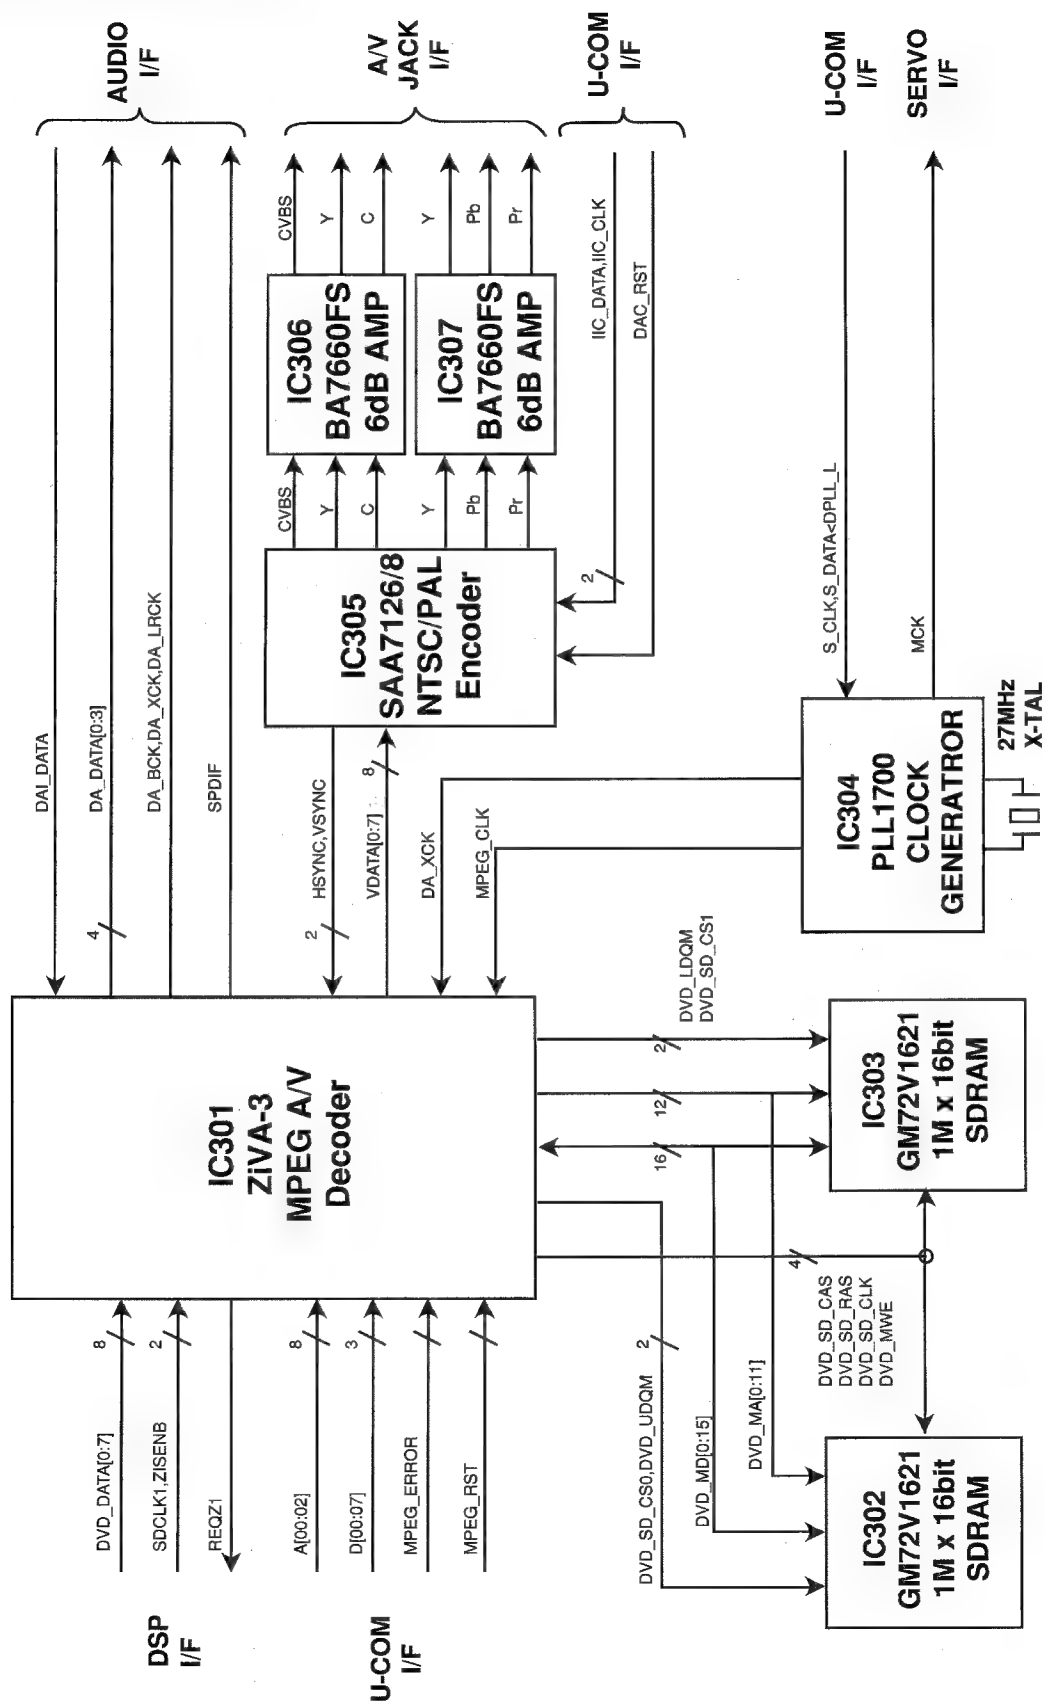 DSP
I/F
U-COM
I/F
DVD_DATA[0:7]
8
SDCLK1,ZISENB
2
REQZ1
A[00:02]
8
D[00:07]
3
MPEG_ERROR
MPEG_RST
IC301
ZiVA-3
MPEG A/V
Decoder
DAI_DATA
DA_DATA[0:3]
4
DA_BCK,DA_XCK,DA_LRCK
SPDIF
AUDIO
I/F
HSYNC,VSYNC
2
VDATA[0:7]
8
DA_XCK
MPEG_CLK
IC305
SAA7126/8
NTSC/PAL
Encoder
CVBS
Y
C
Y
Pb
Pr
IC306
BA7660FS
6dB AMP
IC307
BA7660FS
6dB AMP
CVBS
Y
C
Y
Pb
Pr
A/V
JACK
I/F
2
IIC_DATA,IIC_CLK
DAC_RST
U-COM
I/F
DVD_SD_CS0,DVD_UDQM
2
DVD_MD[0:15]
16
DVD_MA[0:11]
12
2
DVD_LDQM
DVD_SD_CS1
4
DVD_SD_CAS
DVD_SD_RAS
DVD_SD_CLK
DVD_MWE
IC302
GM72V1621
1M x 16bit
SDRAM
IC303
GM72V1621
1M x 16bit
SDRAM
IC304
PLL1700
CLOCK
GENERATROR
27MHz
X-TAL
S_CLK,S_DATA<DPLL_L
MCK
U-COM
I/F
SERVO
I/F